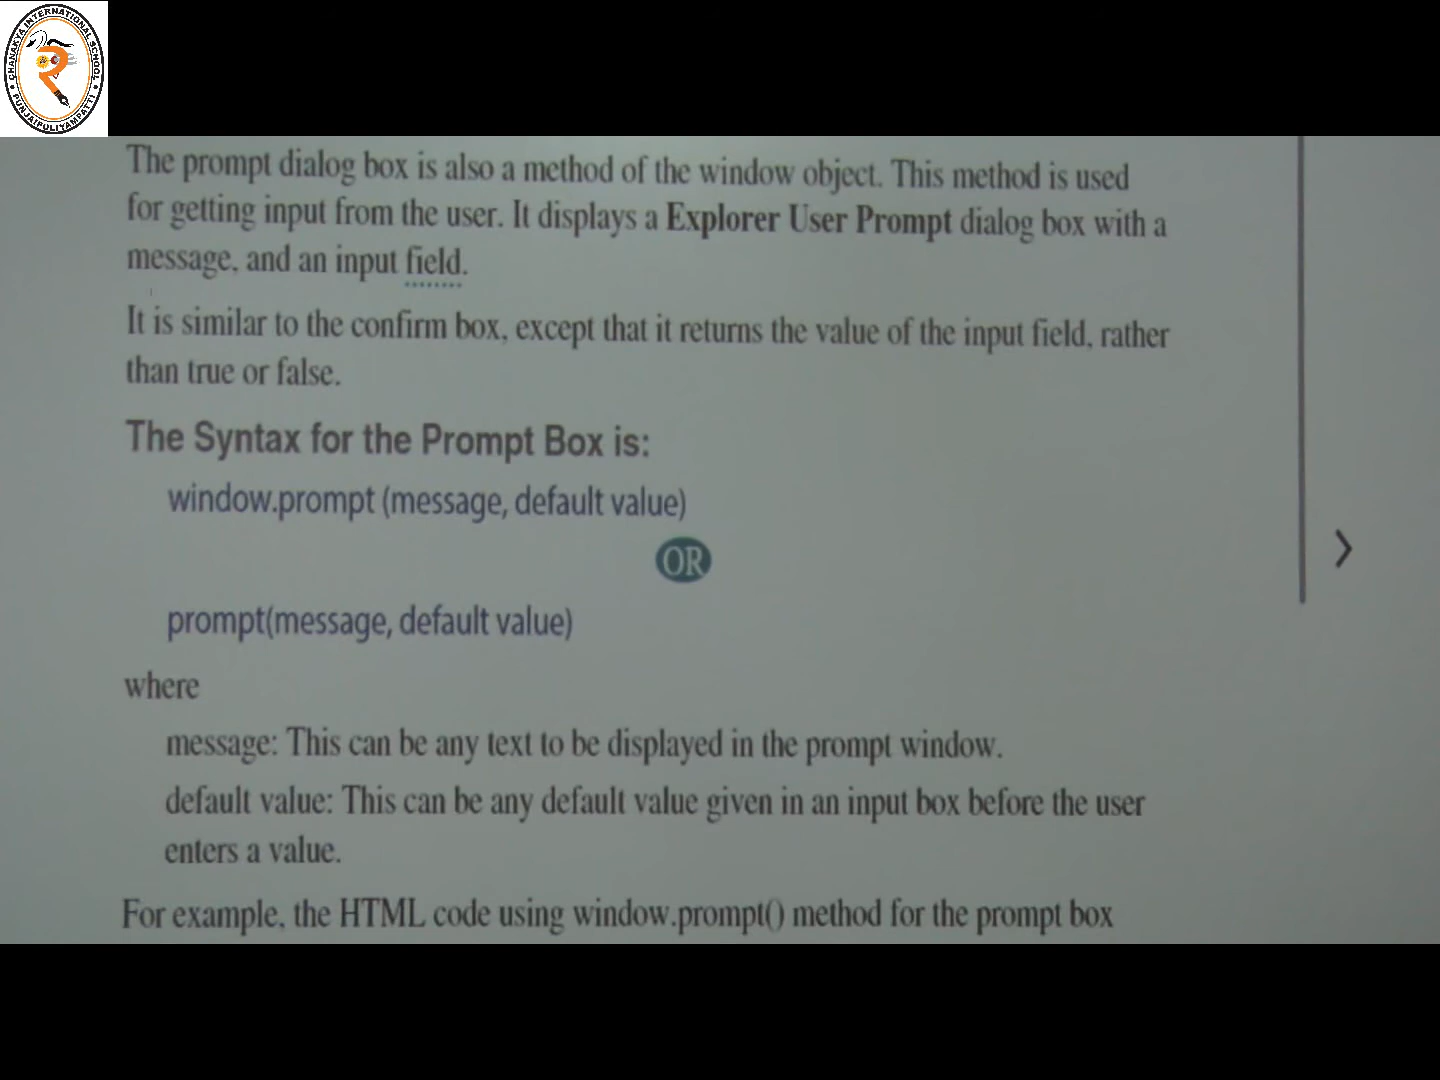 CHANAKYA INTERNATIONAL SCHOOL
PUNJAIPULIYAMPATTI
The prompt dialog box is also a method of the window object. This method is used
for getting input from the user. It displays a Explorer User Prompt dialog box with a
message, and an input field.
It is similar to the confirm box, except that it returns the value of the input field, rather
than true or false.
The Syntax for the Prompt Box is:
window.prompt (message, default value)
OR
prompt(message, default value)
where
message: This can be any text to be displayed in the prompt window.
default value: This can be any default value given in an input box before the user
enters a value.
For example, the HTML code using window.prompt() method for the prompt box